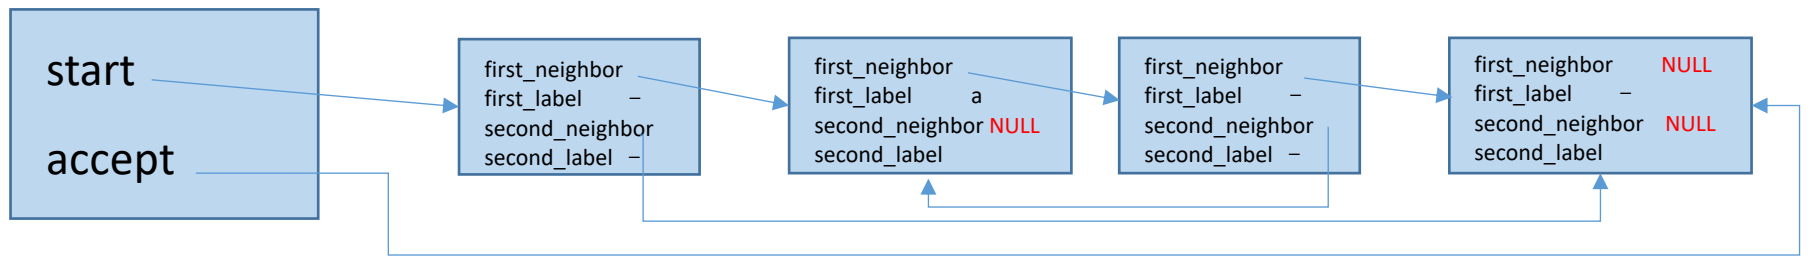 start
accept
first_neighbor
first_label –
second_neighbor
second_label –
first_neighbor
first_label a
second_neighbor NULL
second_label
first_neighbor
first_label –
second_neighbor
second_label –
first_neighbor NULL
first_label –
second_neighbor NULL
second_label